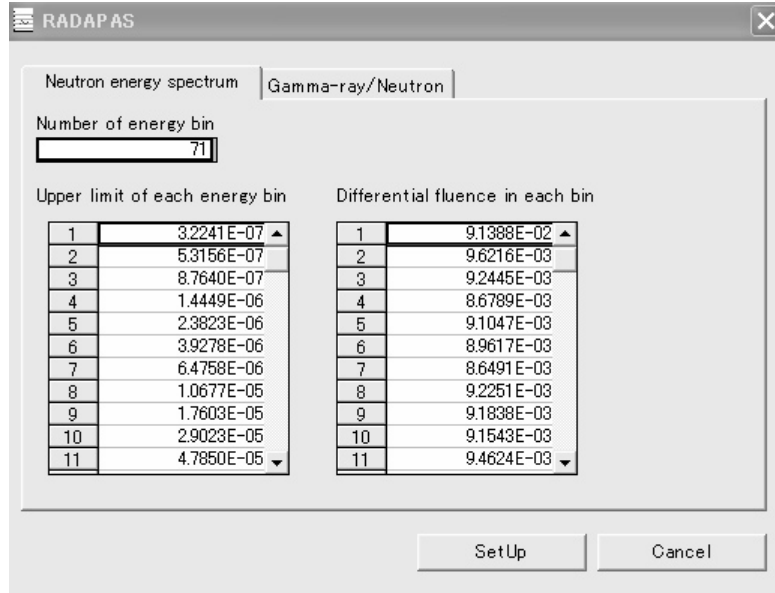 RADAPAS
Neutron energy spectrum Gamma-ray/Neutron
Number of energy bin
71
Upper limit of each energy bin Differential fluence in each bin
1 3.2241E-07 1 9.1388E-02
2 5.3156E-07 2 9.6216E-03
3 8.7640E-07 3 9.2445E-03
4 1.4449E-06 4 8.6789E-03
5 2.3823E-06 5 9.1047E-03
6 3.9278E-06 6 8.9617E-03
7 6.4758E-06 7 8.6491E-03
8 1.0677E-05 8 9.2251E-03
9 1.7603E-05 9 9.1838E-03
10 2.9023E-05 10 9.1543E-03
11 4.7850E-05 11 9.4624E-03
SetUp Cancel